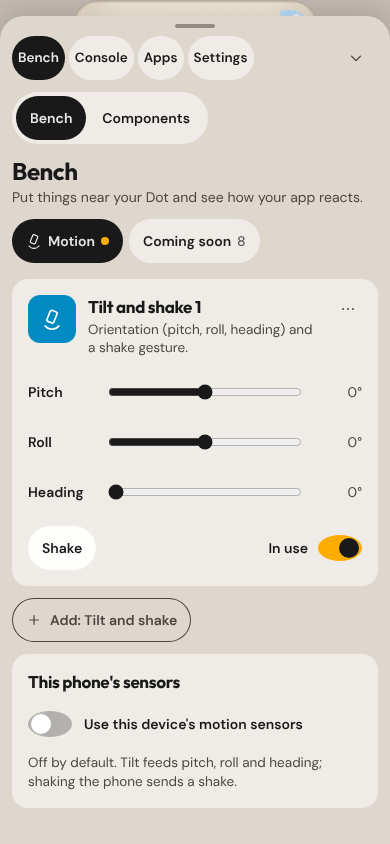 Bench Console Apps Settings
Bench Components
Bench
Put things near your Dot and see how your app reacts.
Motion Coming soon 8
Tilt and shake 1
Orientation (pitch, roll, heading) and
a shake gesture.
Pitch 0°
Roll 0°
Heading 0°
Shake In use
+ Add: Tilt and shake
This phone's sensors
Use this device's motion sensors
Off by default. Tilt feeds pitch, roll and heading;
shaking the phone sends a shake.